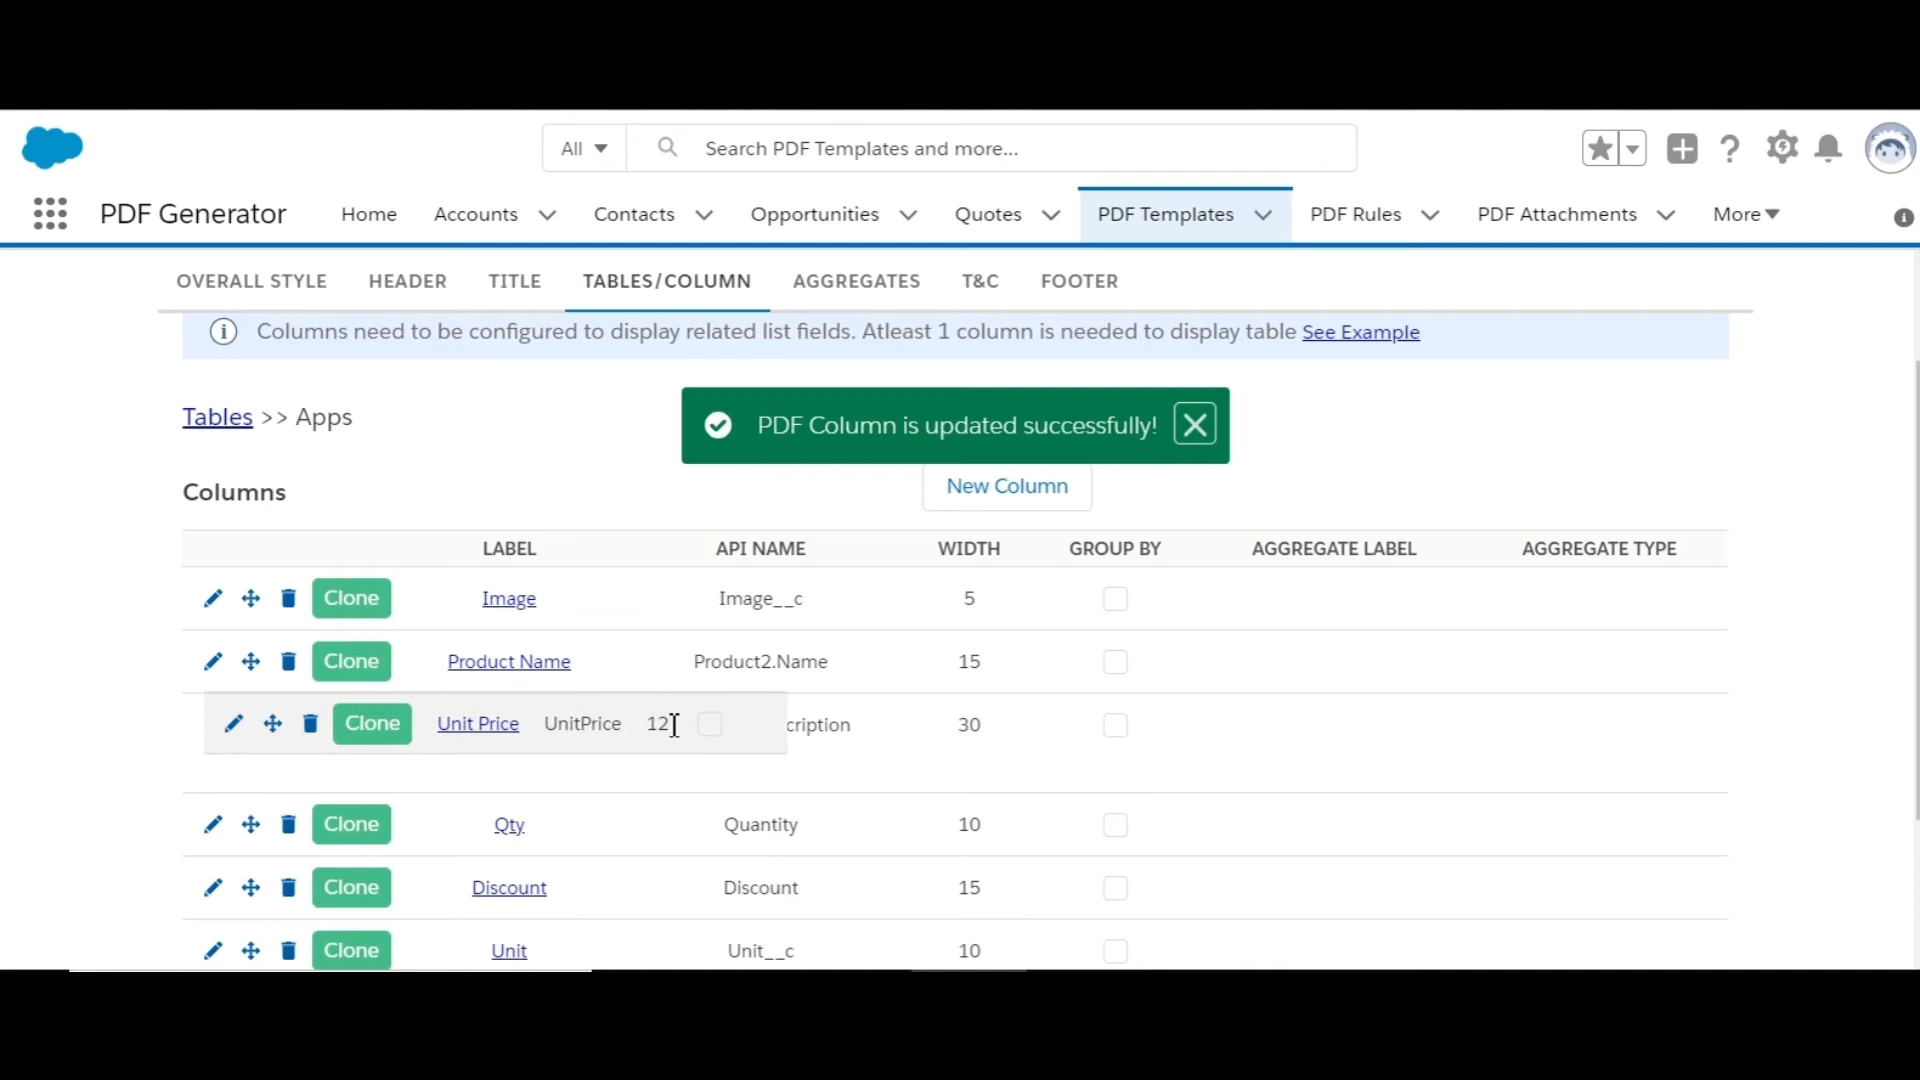 All Search PDF Templates and more...
PDF Generator Home Accounts Contacts Opportunities Quotes PDF Templates PDF Rules PDF Attachments More
OVERALL STYLE HEADER TITLE TABLES/COLUMN AGGREGATES T&C FOOTER
Columns need to be configured to display related list fields. Atleast 1 column is needed to display table See Example
Tables >> Apps
PDF Column is updated successfully!
Columns
New Column
LABEL API NAME WIDTH GROUP BY AGGREGATE LABEL AGGREGATE TYPE
Clone Image Image__c 5
Clone Product Name Product2.Name 15
Clone Unit Price UnitPrice 12 cription 30
Clone Qty Quantity 10
Clone Discount Discount 15
Clone Unit Unit__c 10